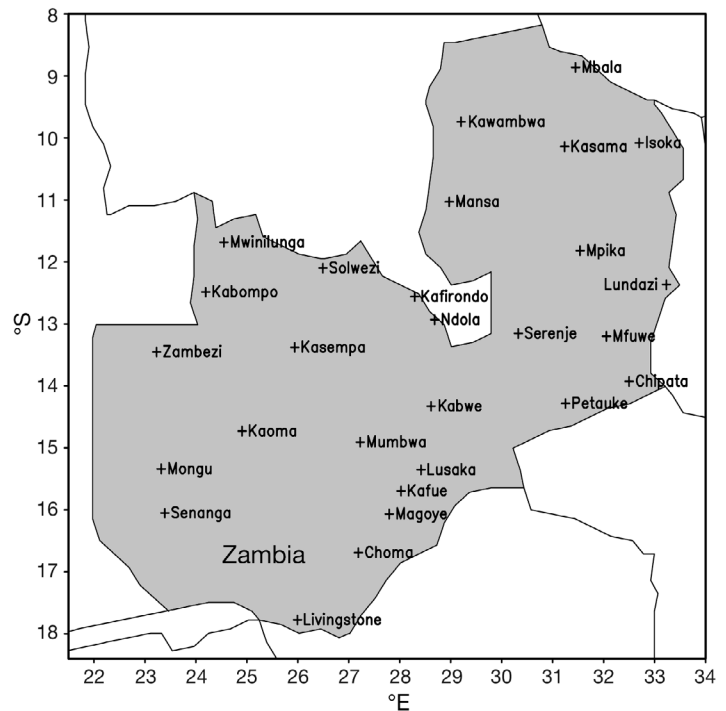 8
9
10
11
12
13
14
15
16
17
18
°S
Mbala
Kawambwa
Kasama
Isoka
Mansa
Mwinilunga
Mpika
Solwezi
Lundazi
Kabompo
Kafirondo
Ndola
Serenje
Mfuwe
Zambezi
Kasempa
Chipata
Kabwe
Petauke
Kaoma
Mumbwa
Mongu
Lusaka
Kafue
Senanga
Magoye
Zambia
Choma
Livingstone
22 23 24 25 26 27 28 29 30 31 32 33 34
°E